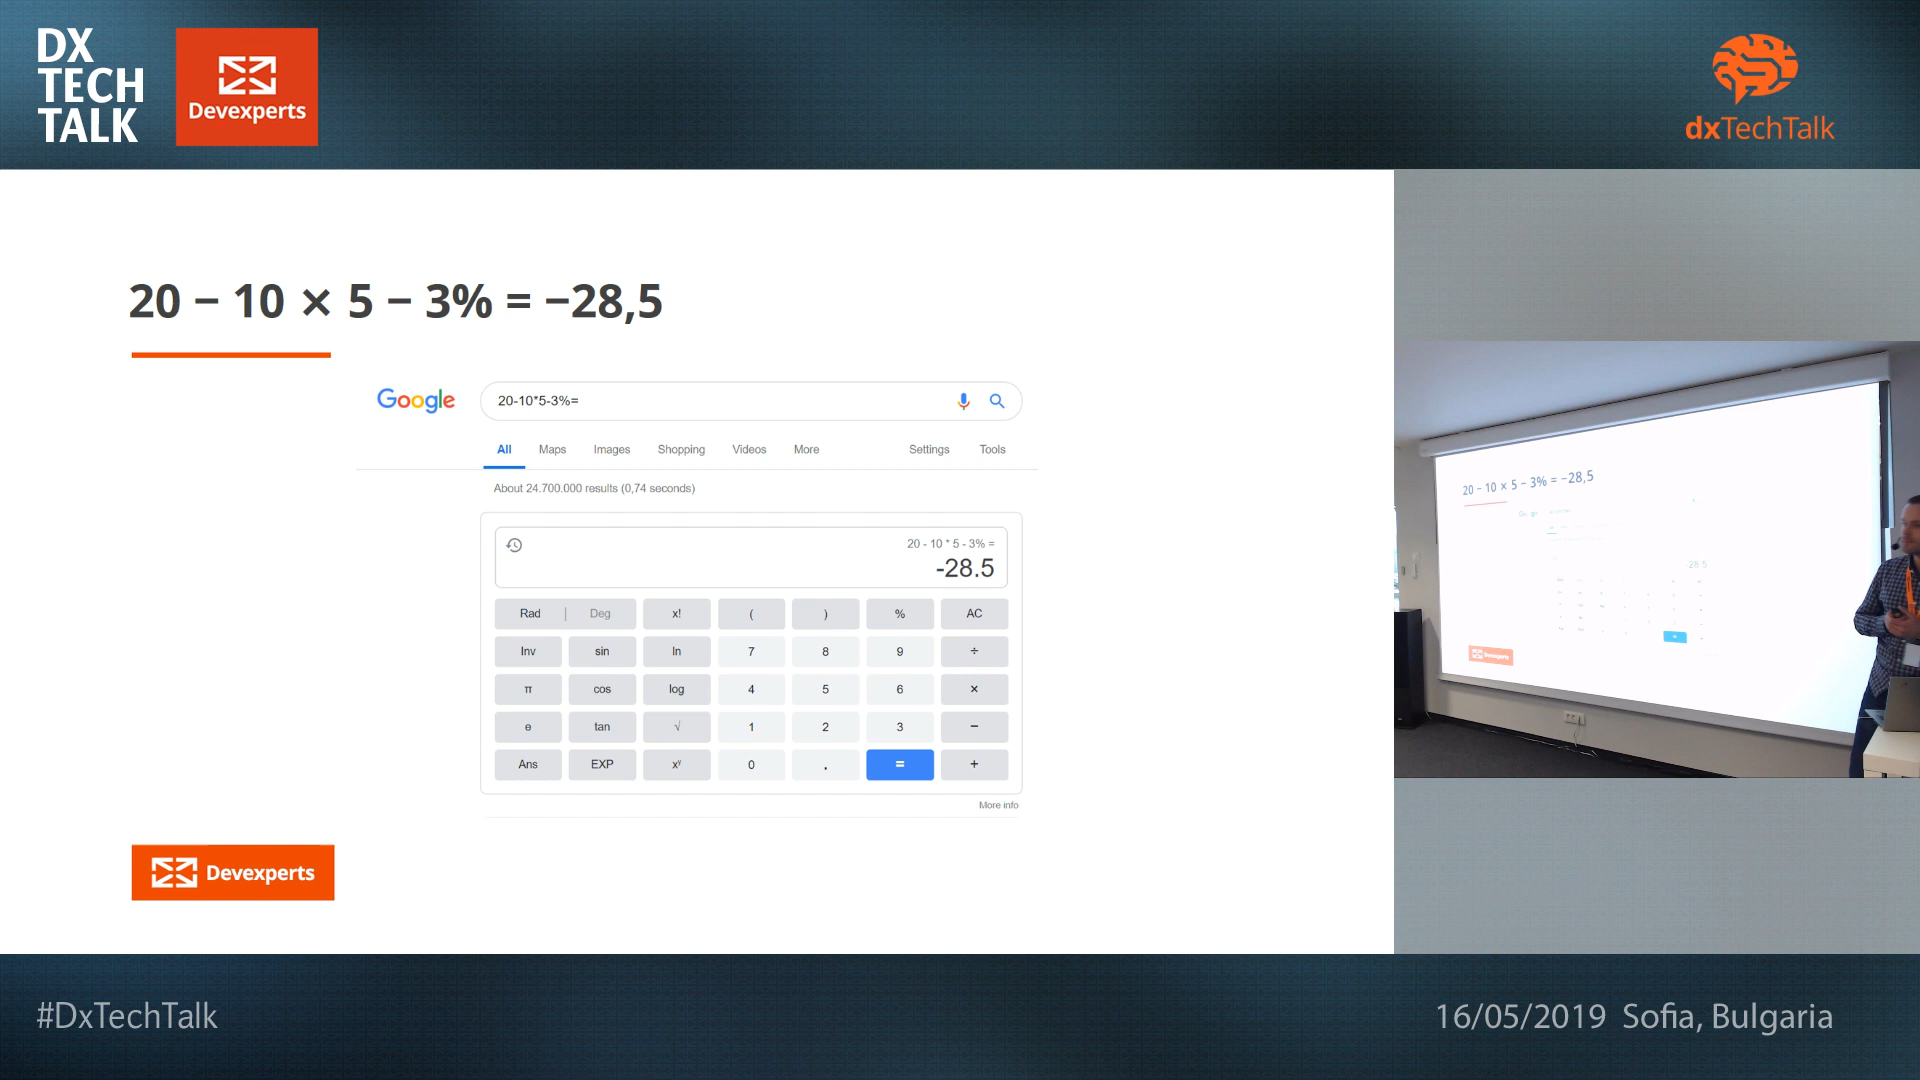 DX
TECH
TALK
Devexperts
dxTechTalk
20 − 10 × 5 − 3% = −28,5
Google
20-10*5-3%=
All Maps Images Shopping Videos More Settings Tools
About 24.700.000 results (0,74 seconds)
20 - 10 * 5 - 3% =
-28.5
Rad | Deg x! ( ) % AC
Inv sin ln 7 8 9 ÷
π cos log 4 5 6 ×
e tan √ 1 2 3 −
Ans EXP xʸ 0 . = +
More info
Devexperts
20 − 10 × 5 − 3% = −28,5
-28.5
Devexperts
#DxTechTalk
16/05/2019 Sofia, Bulgaria